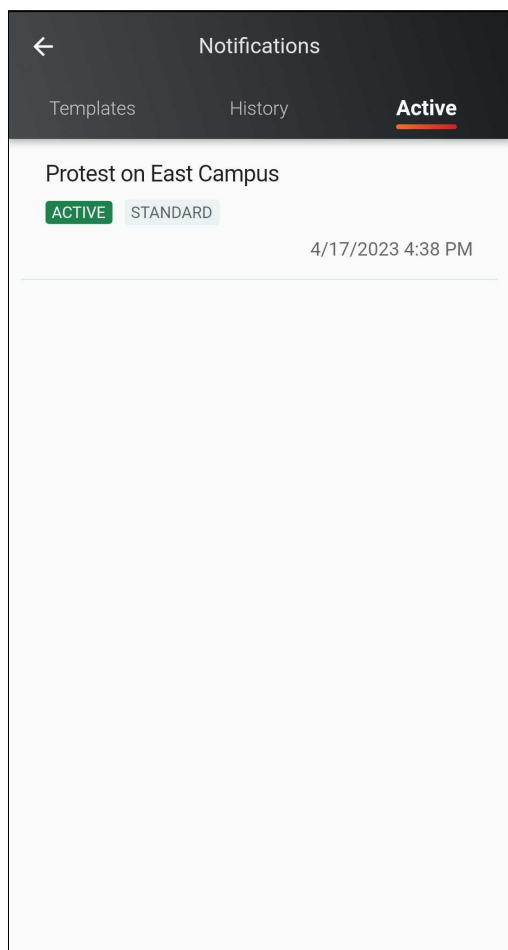 Notifications
Templates History Active
Protest on East Campus
ACTIVE STANDARD
4/17/2023 4:38 PM